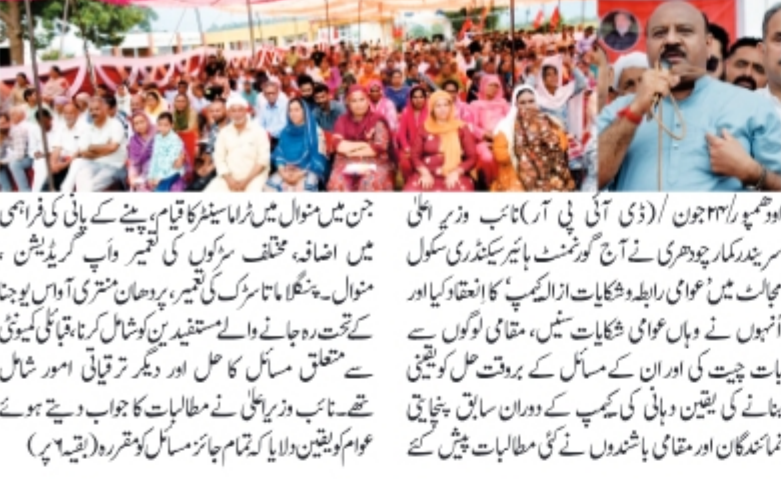 ودھمپور/۲۴جون /(ڈی آئی پی آر)نائب وزیر اعلیٰ
سریندر کمار چودھری نے آج گورنمنٹ ہائیر سیکنڈری سکول
مجالٹ میں’عوامی رابطہ و شکایات ازالہ کیمپ‘ کا اِنعقاد کیا اور
اُنہوں نے وہاں عوامی شکایات سنیں، مقامی لوگوں سے
بات چیت کی اور ان کے مسائل کے بروقت حل کو یقینی
بنانے کی یقین دہانی کی کیمپ کے دوران سابق پنچایتی
نمائندگان اور مقامی باشندوں نے کئی مطالبات پیش کئے
جن میں منوال میں ٹراما سینٹر کا قیام، پینے کے پانی کی فراہمی
میں اضافہ، مختلف سڑکوں کی تعمیر و اَپ گریڈیشن ،
منوال۔ پنگلا ماتا سڑک کی تعمیر، پردھان منتری آواس یوجنا
کے تحت رہ جانے والے مستفیدین کو شامل کرنا، قبائلی کمیونٹی
سے متعلق مسائل کا حل اور دیگر ترقیاتی امور شامل
تھے۔ نائب وزیر اعلیٰ نے مطالبات کا جواب دیتے ہوئے
عوام کو یقین دلایا کہ تمام جائز مسائل کو مقررہ (بقیہ ۶ پر)